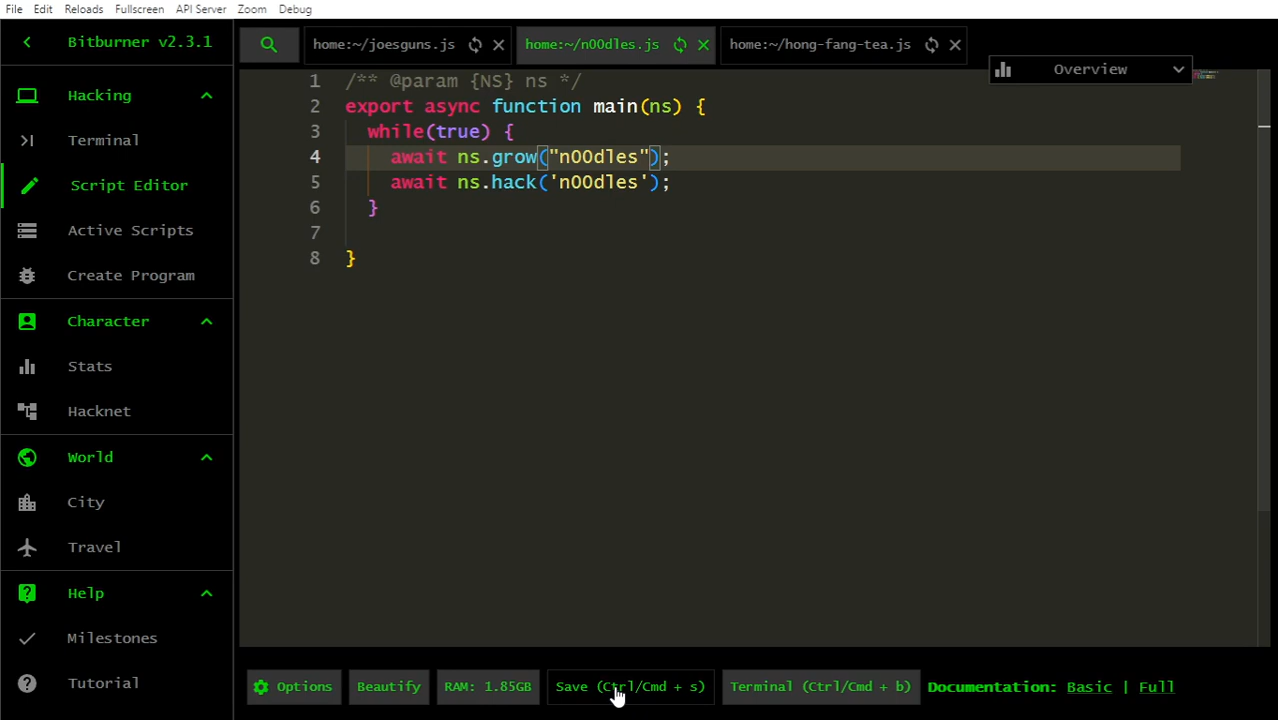 File Edit Reloads Fullscreen API Server Zoom Debug
Bitburner v2.3.1
Hacking
Terminal
Script Editor
Active Scripts
Create Program
Character
Stats
Hacknet
World
City
Travel
Help
Milestones
Tutorial
home:~/joesguns.js home:~/n00dles.js home:~/hong-fang-tea.js
Overview
1 /** @param {NS} ns */
2 export async function main(ns) {
3 while(true) {
4 await ns.grow("n00dles");
5 await ns.hack('n00dles');
6 }
7
8 }
Options Beautify RAM: 1.85GB Save (Ctrl/Cmd + s) Terminal (Ctrl/Cmd + b) Documentation: Basic | Full